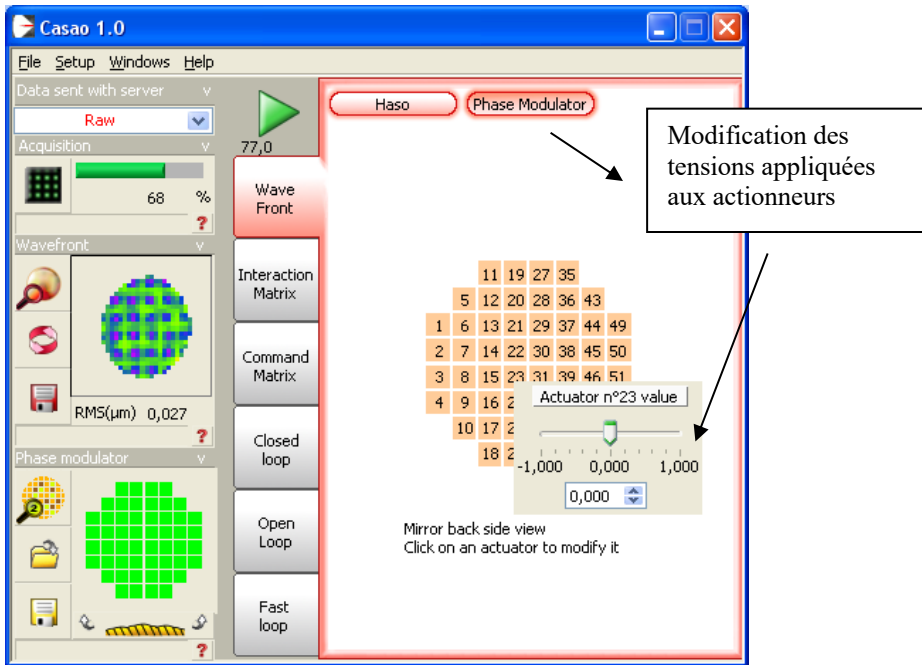 Casao 1.0
File Setup Windows Help
Data sent with server v
Raw
Acquisition v
68 %
?
Wavefront v
RMS(µm) 0,027
?
Phase modulator v
2
?
77,0
Wave
Front
Interaction
Matrix
Command
Matrix
Closed
loop
Open
Loop
Fast
loop
Haso Phase Modulator
Modification des
tensions appliquées
aux actionneurs
11 19 27 35
5 12 20 28 36 43
1 6 13 21 29 37 44 49
2 7 14 22 30 38 45 50
3 8 15 23 31 39 46 51
4 9 16
10 17
18
Actuator n°23 value
-1,000 0,000 1,000
0,000
Mirror back side view
Click on an actuator to modify it